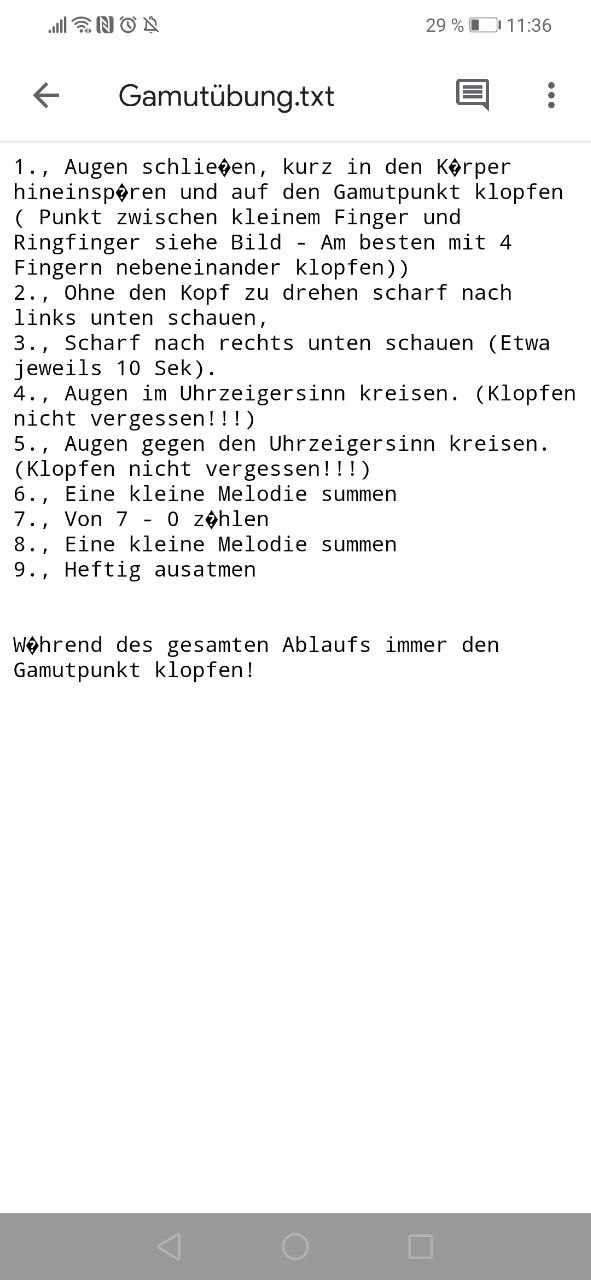 29 % 11:36
Gamutübung.txt
1., Augen schlie�en, kurz in den K�rper
hineinsp�ren und auf den Gamutpunkt klopfen
( Punkt zwischen kleinem Finger und
Ringfinger siehe Bild - Am besten mit 4
Fingern nebeneinander klopfen))
2., Ohne den Kopf zu drehen scharf nach
links unten schauen,
3., Scharf nach rechts unten schauen (Etwa
jeweils 10 Sek).
4., Augen im Uhrzeigersinn kreisen. (Klopfen
nicht vergessen!!!)
5., Augen gegen den Uhrzeigersinn kreisen.
(Klopfen nicht vergessen!!!)
6., Eine kleine Melodie summen
7., Von 7 - 0 z�hlen
8., Eine kleine Melodie summen
9., Heftig ausatmen
W�hrend des gesamten Ablaufs immer den
Gamutpunkt klopfen!